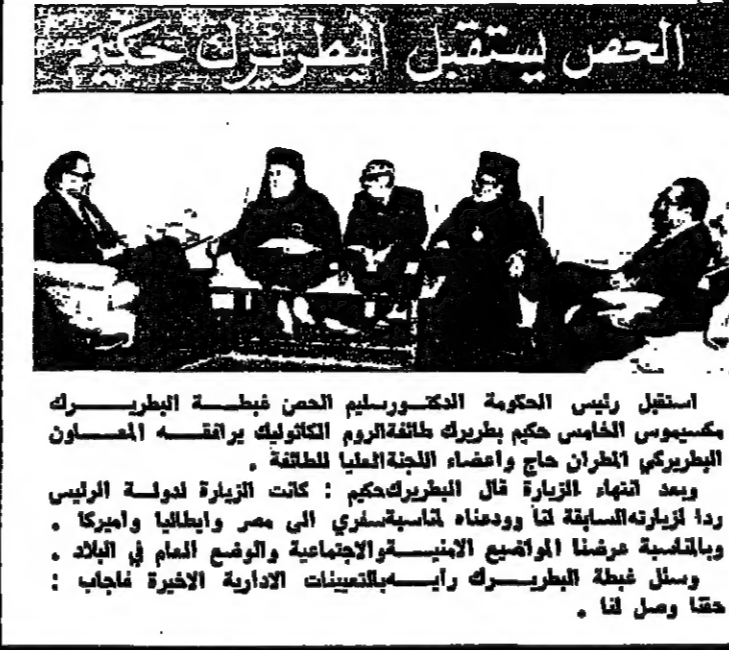 الحص يستقبل البطريرك حكيم
استقبل رئيس الحكومة الدكتور سليم الحص غبطة البطريرك
مكسيموس الخامس حكيم بطريرك طائفة الروم الكاثوليك يرافقه المعاون
البطريركي المطران حاج واعضاء اللجنة العليا للطائفة .
وبعد انتهاء الزيارة قال البطريرك حكيم : كانت الزيارة لدولة الرئيس
ردا لزيارته السابقة لنا وودعناه لمناسبة سفري الى مصر وايطاليا واميركا .
وبالمناسبة عرضنا المواضيع الامنية والاجتماعية والوضع العام في البلاد .
وسئل غبطة البطريرك رايه بالتعيينات الادارية الاخيرة فاجاب :
حقنا وصل لنا .